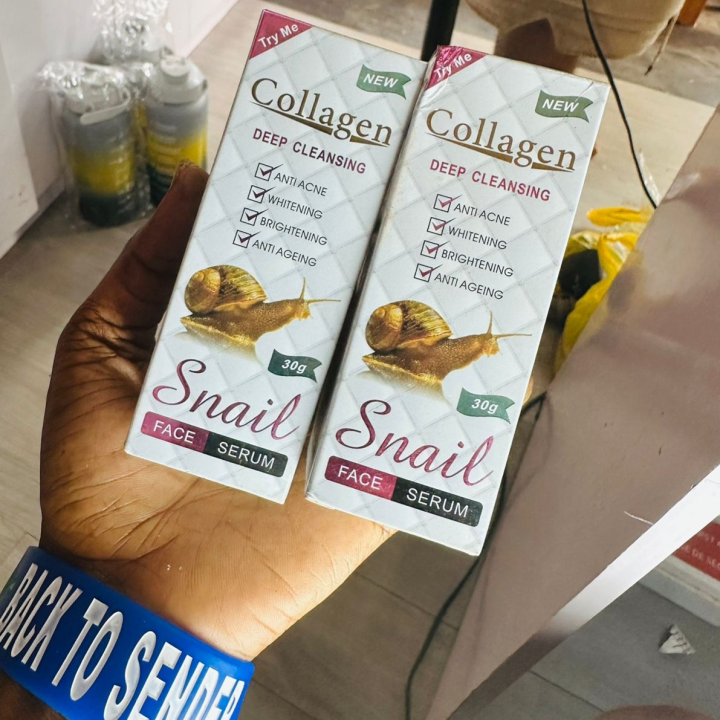 Try Me
NEW
Collagen
DEEP CLEANSING
ANTI ACNE
WHITENING
BRIGHTENING
ANTI AGEING
30g
Snail
FACE SERUM
Try Me
NEW
Collagen
DEEP CLEANSING
ANTI ACNE
WHITENING
BRIGHTENING
ANTI AGEING
30g
Snail
FACE SERUM
BACK TO SENDER